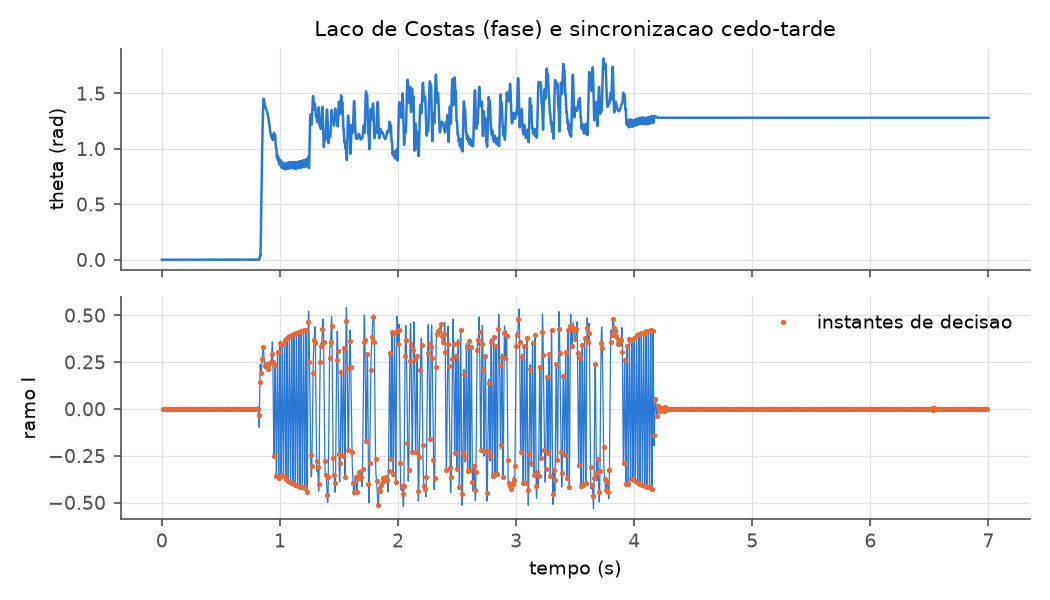 Laco de Costas (fase) e sincronizacao cedo-tarde
theta (rad)
1.5
1.0
0.5
0.0
ramo I
0.50
0.25
0.00
−0.25
−0.50
instantes de decisao
0 1 2 3 4 5 6 7
tempo (s)